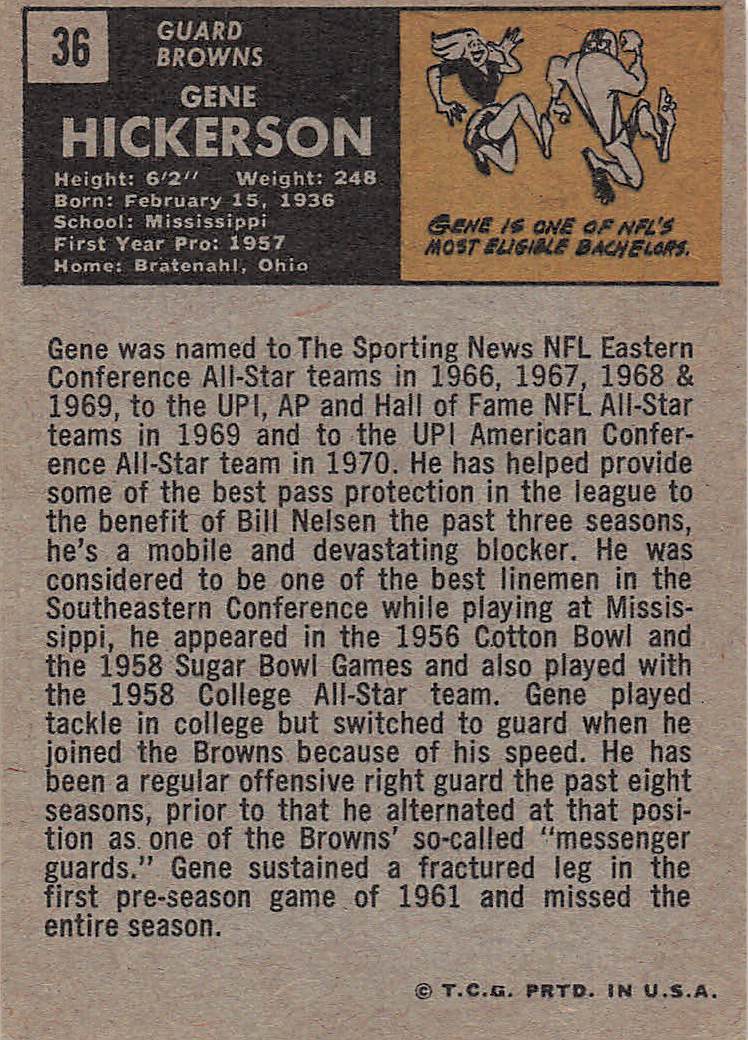 36
GUARD
BROWNS
GENE
HICKERSON
Height: 6'2" Weight: 248
Born: February 15, 1936
School: Mississippi
First Year Pro: 1957
Home: Bratenahl, Ohio
GENE IS ONE OF NFL'S
MOST ELIGIBLE BACHELORS.
Gene was named to The Sporting News NFL Eastern
Conference All-Star teams in 1966, 1967, 1968 &
1969, to the UPI, AP and Hall of Fame NFL All-Star
teams in 1969 and to the UPI American Confer-
ence All-Star team in 1970. He has helped provide
some of the best pass protection in the league to
the benefit of Bill Nelsen the past three seasons,
he's a mobile and devastating blocker. He was
considered to be one of the best linemen in the
Southeastern Conference while playing at Missis-
sippi, he appeared in the 1956 Cotton Bowl and
the 1958 Sugar Bowl Games and also played with
the 1958 College All-Star team. Gene played
tackle in college but switched to guard when he
joined the Browns because of his speed. He has
been a regular offensive right guard the past eight
seasons, prior to that he alternated at that posi-
tion as one of the Browns' so-called "messenger
guards." Gene sustained a fractured leg in the
first pre-season game of 1961 and missed the
entire season.
© T.C.G. PRTD. IN U.S.A.